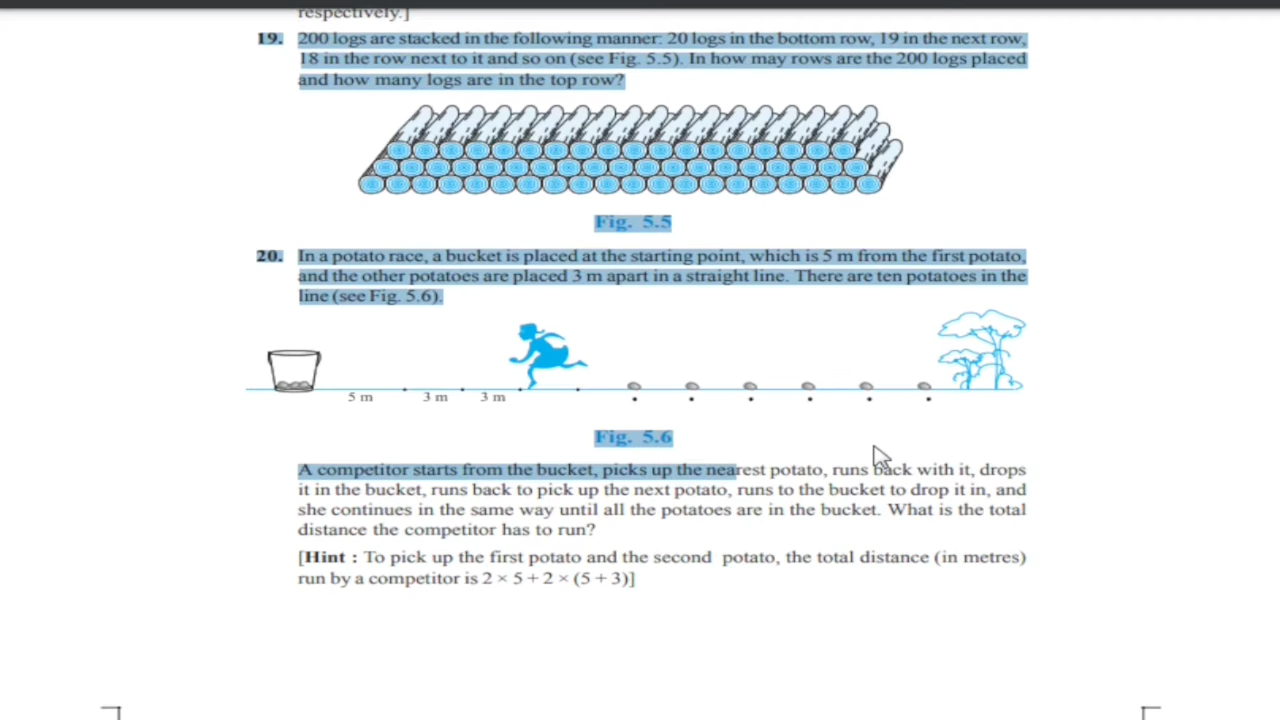 respectively.]
19. 200 logs are stacked in the following manner: 20 logs in the bottom row, 19 in the next row,
18 in the row next to it and so on (see Fig. 5.5). In how may rows are the 200 logs placed
and how many logs are in the top row?
Fig. 5.5
20. In a potato race, a bucket is placed at the starting point, which is 5 m from the first potato,
and the other potatoes are placed 3 m apart in a straight line. There are ten potatoes in the
line (see Fig. 5.6).
5 m 3 m 3 m
Fig. 5.6
A competitor starts from the bucket, picks up the nearest potato, runs back with it, drops
it in the bucket, runs back to pick up the next potato, runs to the bucket to drop it in, and
she continues in the same way until all the potatoes are in the bucket. What is the total
distance the competitor has to run?
[Hint : To pick up the first potato and the second potato, the total distance (in metres)
run by a competitor is 2 × 5 + 2 × (5 + 3)]